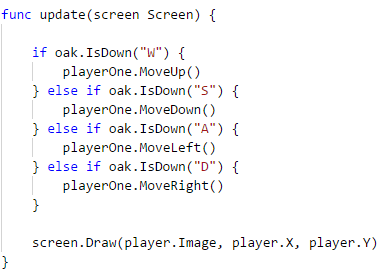 func update(screen Screen) {
    if oak.IsDown("W") {
        playerOne.MoveUp()
    } else if oak.IsDown("S") {
        playerOne.MoveDown()
    } else if oak.IsDown("A") {
        playerOne.MoveLeft()
    } else if oak.IsDown("D") {
        playerOne.MoveRight()
    }
    screen.Draw(player.Image, player.X, player.Y)
}